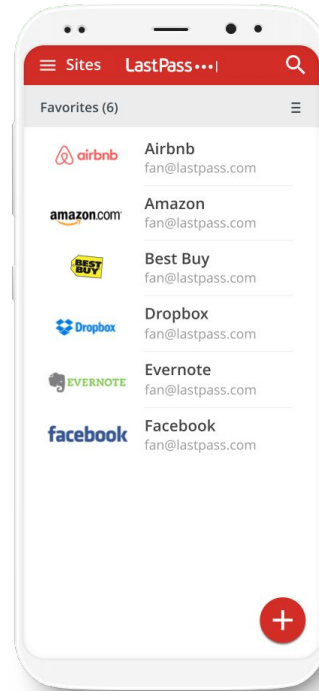 Sites LastPass•••|
Favorites (6)
airbnb
Airbnb
fan@lastpass.com
amazon.com
Amazon
fan@lastpass.com
BEST BUY
Best Buy
fan@lastpass.com
Dropbox
Dropbox
fan@lastpass.com
EVERNOTE
Evernote
fan@lastpass.com
facebook
Facebook
fan@lastpass.com